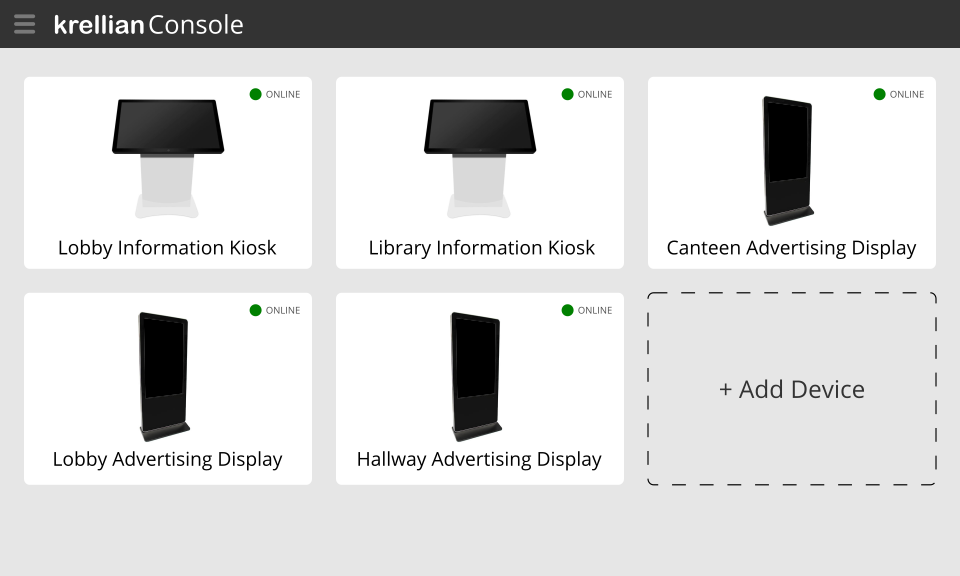 krellian Console
ONLINE
Lobby Information Kiosk
ONLINE
Library Information Kiosk
ONLINE
Canteen Advertising Display
ONLINE
Lobby Advertising Display
ONLINE
Hallway Advertising Display
+ Add Device